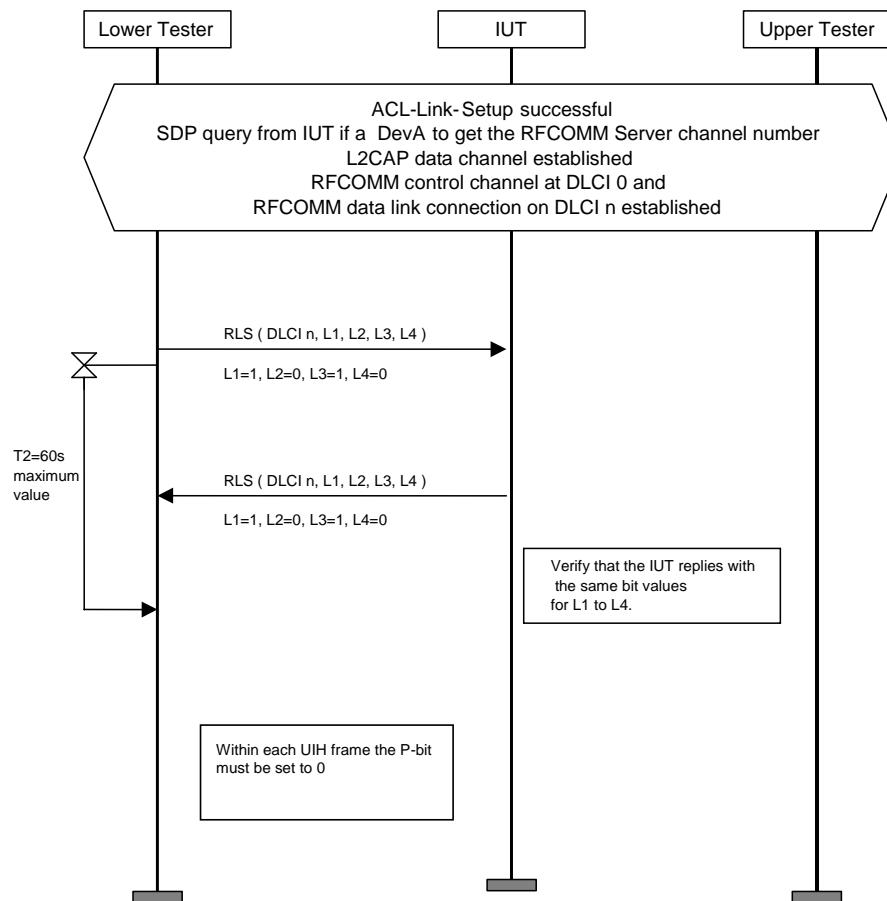 Lower Tester
IUT
Upper Tester
ACL-Link-Setup successful
SDP query from IUT if a DevA to get the RFCOMM Server channel number
L2CAP data channel established
RFCOMM control channel at DLCI 0 and
RFCOMM data link connection on DLCI n established
RLS ( DLCI n, L1, L2, L3, L4 )
L1=1, L2=0, L3=1, L4=0
T2=60s
maximum
value
RLS ( DLCI n, L1, L2, L3, L4 )
L1=1, L2=0, L3=1, L4=0
Verify that the IUT replies with
the same bit values
for L1 to L4.
Within each UIH frame the P-bit
must be set to 0